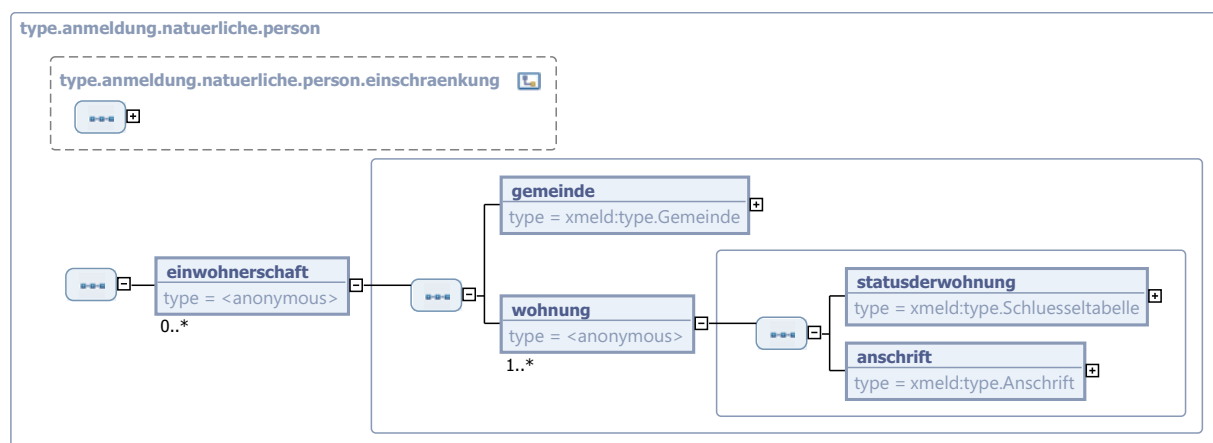 type.anmeldung.natuerliche.person
type.anmeldung.natuerliche.person.einschraenkung
gemeinde
type = xmeld:type.Gemeinde
einwohnerschaft
type = <anonymous>
0..*
wohnung
type = <anonymous>
1..*
statusderwohnung
type = xmeld:type.Schluesseltabelle
anschrift
type = xmeld:type.Anschrift